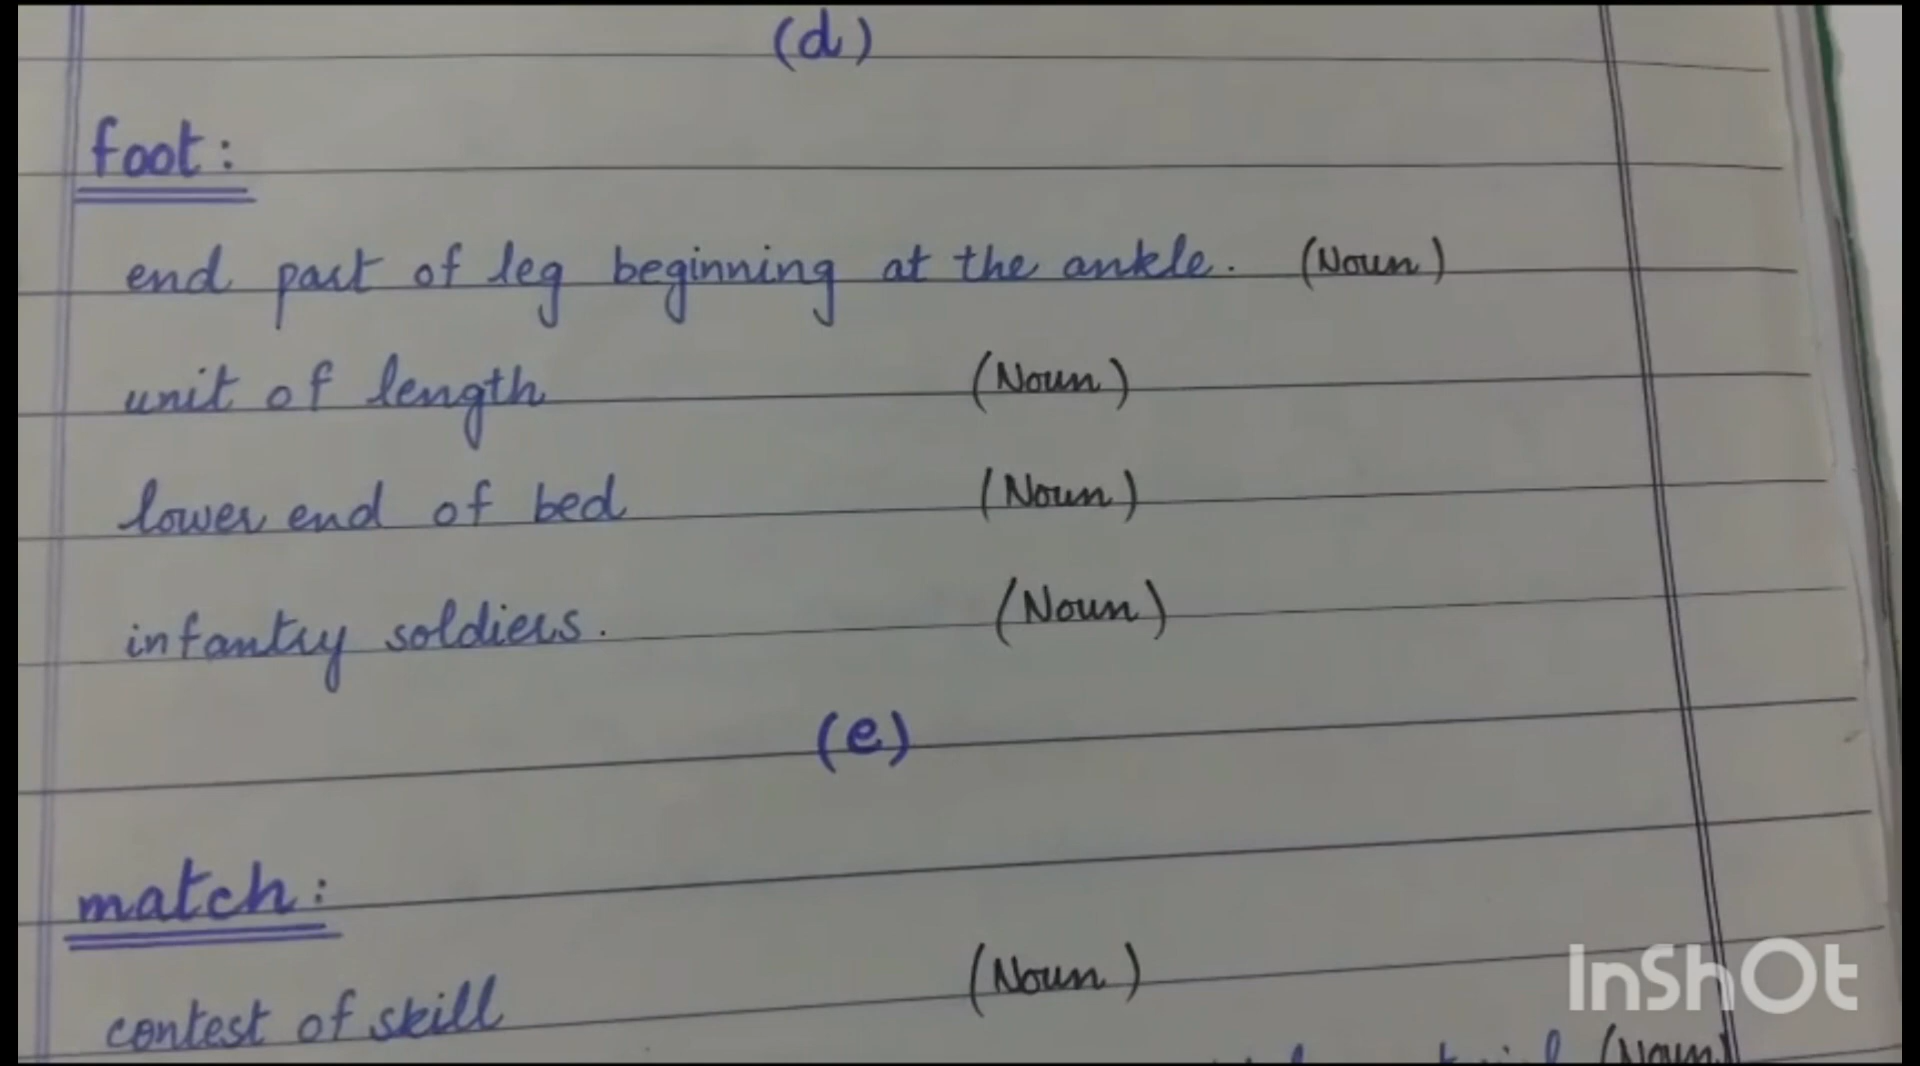 (d)
foot:
end part of leg beginning at the ankle. (Noun)
unit of length (Noun)
lower end of bed (Noun)
infantry soldiers. (Noun)
(e)
match:
contest of skill (Noun)
(Noun)
InShOt